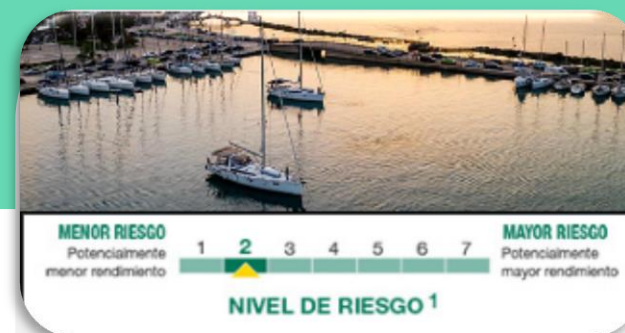 MENOR RIESGO
Potencialmente
menor rendimiento
1 2 3 4 5 6 7
MAYOR RIESGO
Potencialmente
mayor rendimiento
NIVEL DE RIESGO 1